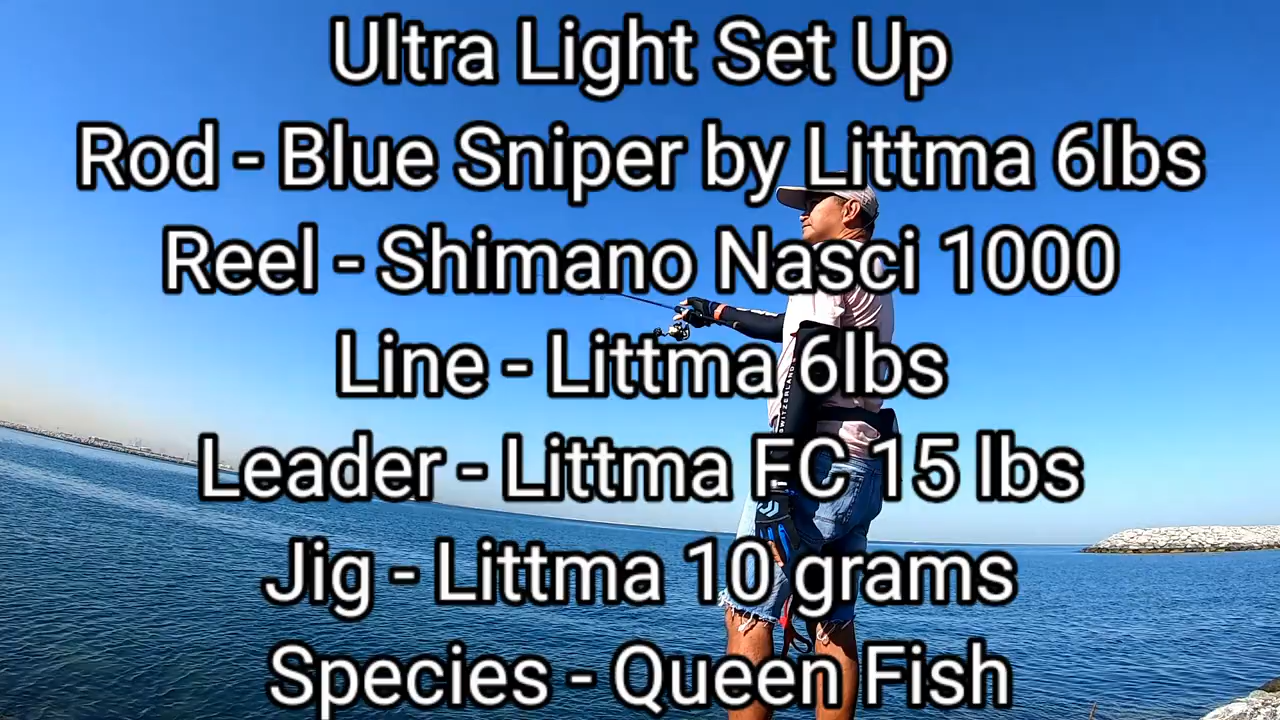 Ultra Light Set Up
Rod - Blue Sniper by Littma 6lbs
Reel - Shimano Nasci 1000
Line - Littma 6lbs
Leader - Littma FC 15 lbs
Jig - Littma 10 grams
Species - Queen Fish
SWITZERLAND